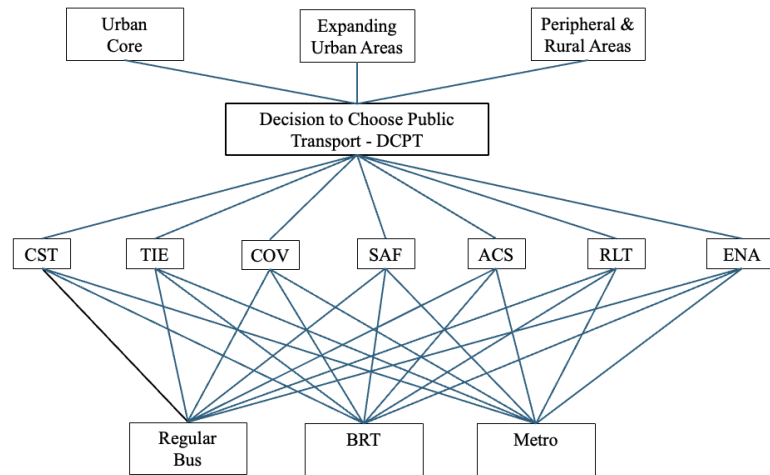 Urban
Core
Expanding
Urban Areas
Peripheral &
Rural Areas
Decision to Choose Public
Transport - DCPT
CST
TIE
COV
SAF
ACS
RLT
ENA
Regular
Bus
BRT
Metro